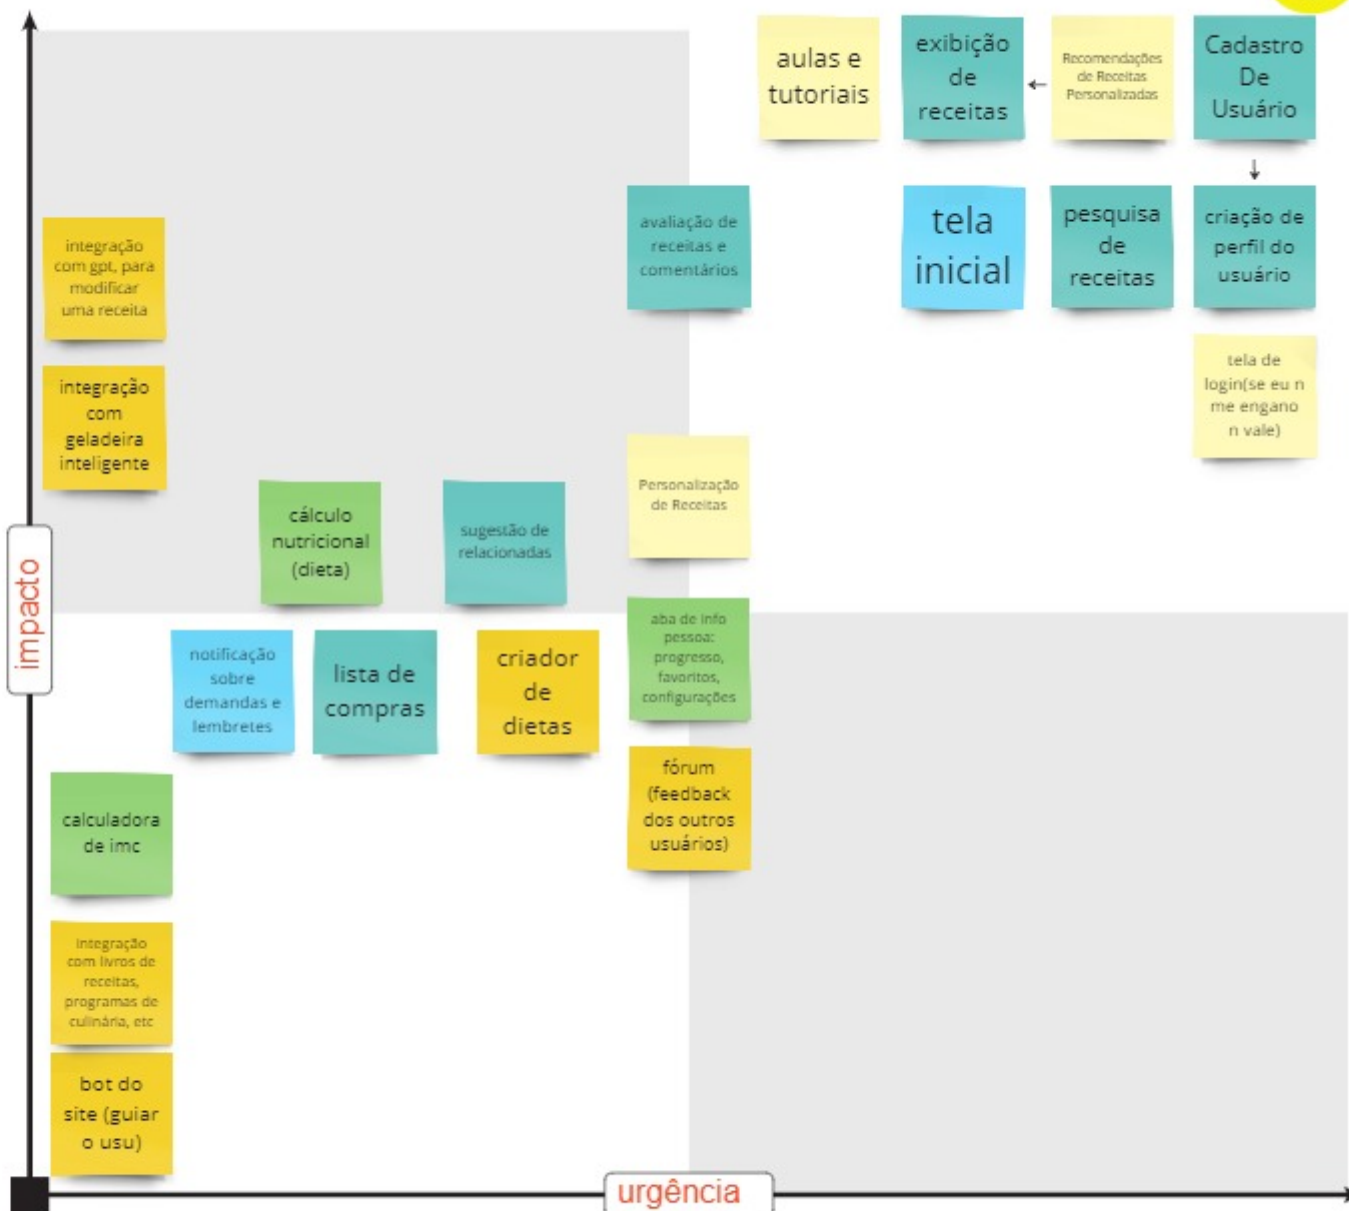 aulas e
tutoriais
exibição
de
receitas
Recomendações
de Receitas
Personalizadas
Cadastro
De
Usuário
avaliação de
receitas e
comentários
tela
inicial
pesquisa
de
receitas
criação de
perfil do
usuário
integração
com gpt, para
modificar
uma receita
tela de
login(se eu n
me engano
n vale)
integração
com
geladeira
inteligente
Personalização
de Receitas
cálculo
nutricional
(dieta)
sugestão de
relacionadas
impacto
aba de info
pessoa:
progresso,
favoritos,
configurações
notificação
sobre
demandas e
lembretes
lista de
compras
criador
de
dietas
fórum
(feedback
dos outros
usuários)
calculadora
de imc
integração
com livros de
receitas,
programas de
culinária, etc
bot do
site (guiar
o usu)
urgência